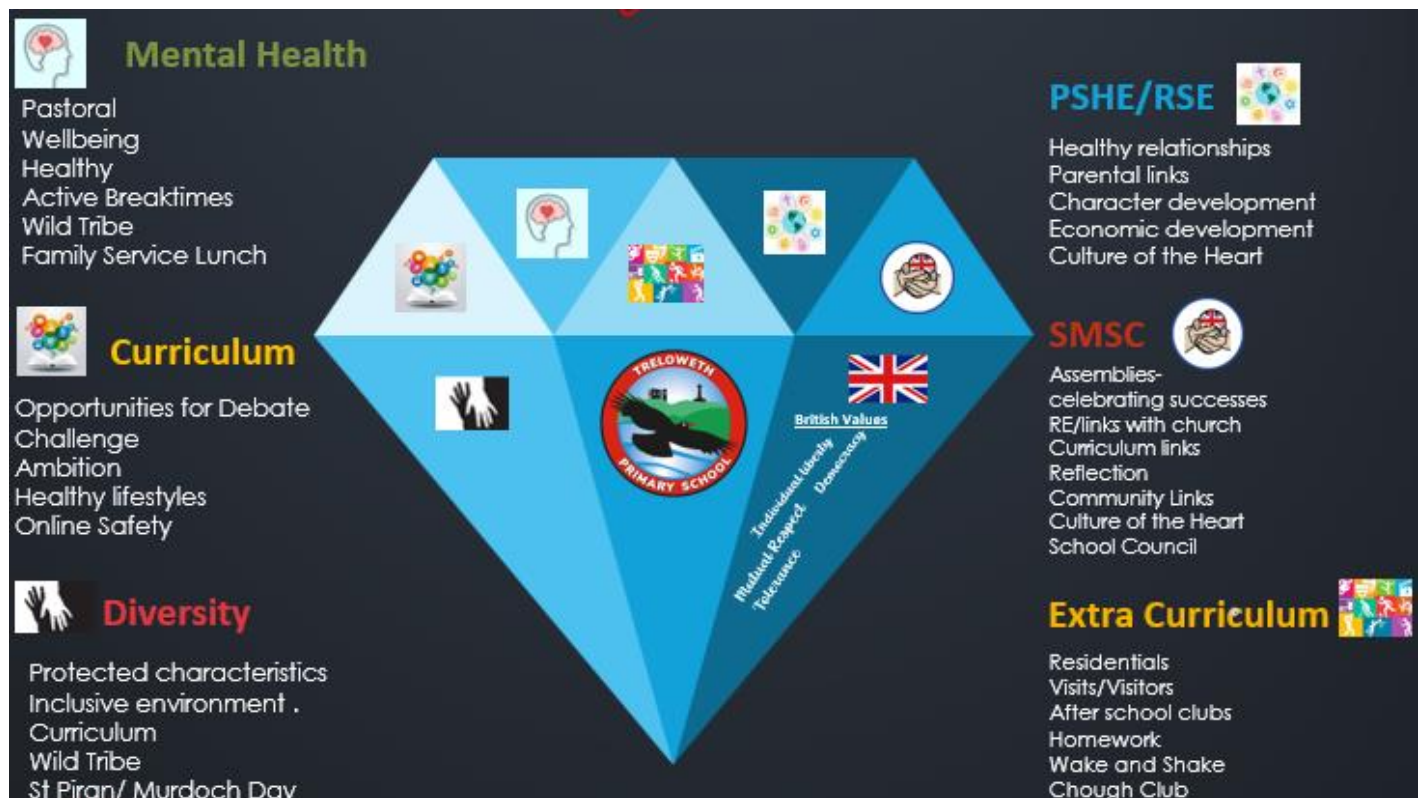 Mental Health
Pastoral
Wellbeing
Healthy
Active Breaktimes
Wild Tribe
Family Service Lunch
Curriculum
Opportunities for Debate
Challenge
Ambition
Healthy lifestyles
Online Safety
Diversity
Protected characteristics
Inclusive environment .
Curriculum
Wild Tribe
St Piran/ Murdoch Day
TRELOWETH
PRIMARY SCHOOL
British Values
Individual liberty
Democracy
Mutual Respect
Tolerance
PSHE/RSE
Healthy relationships
Parental links
Character development
Economic development
Culture of the Heart
SMSC
Assemblies-
celebrating successes
RE/links with church
Curriculum links
Reflection
Community Links
Culture of the Heart
School Council
Extra Curriculum
Residentials
Visits/Visitors
After school clubs
Homework
Wake and Shake
Chough Club